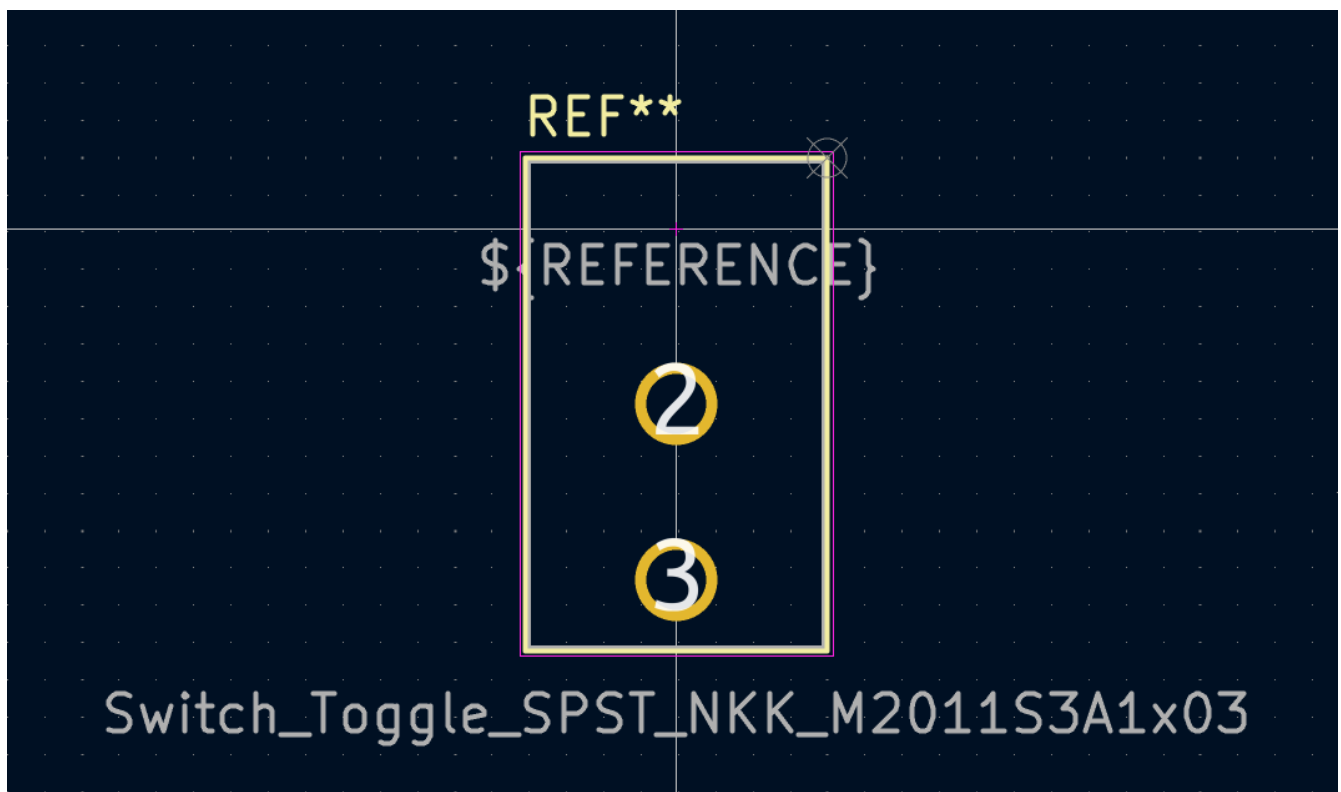 REF**
${REFERENCE}
2
3
Switch_Toggle_SPST_NKK_M2011S3A1x03